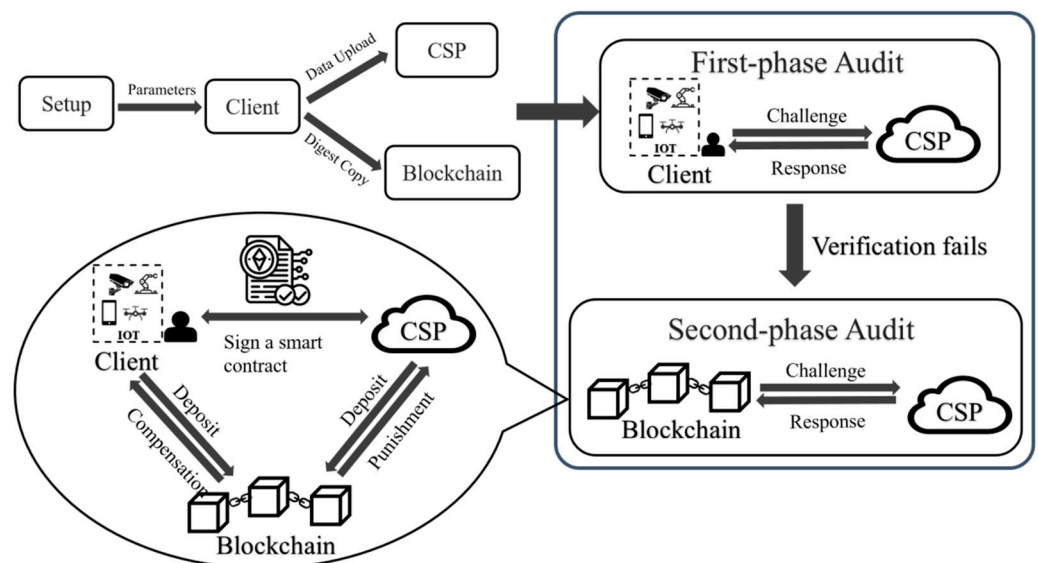 Setup
Parameters
Client
Data Upload
CSP
Digest Copy
Blockchain
First-phase Audit
IOT
Client
Challenge
Response
CSP
Verification fails
Second-phase Audit
Blockchain
Challenge
Response
CSP
IOT
Client
Sign a smart
contract
CSP
Deposit
Compensation
Deposit
Punishment
Blockchain